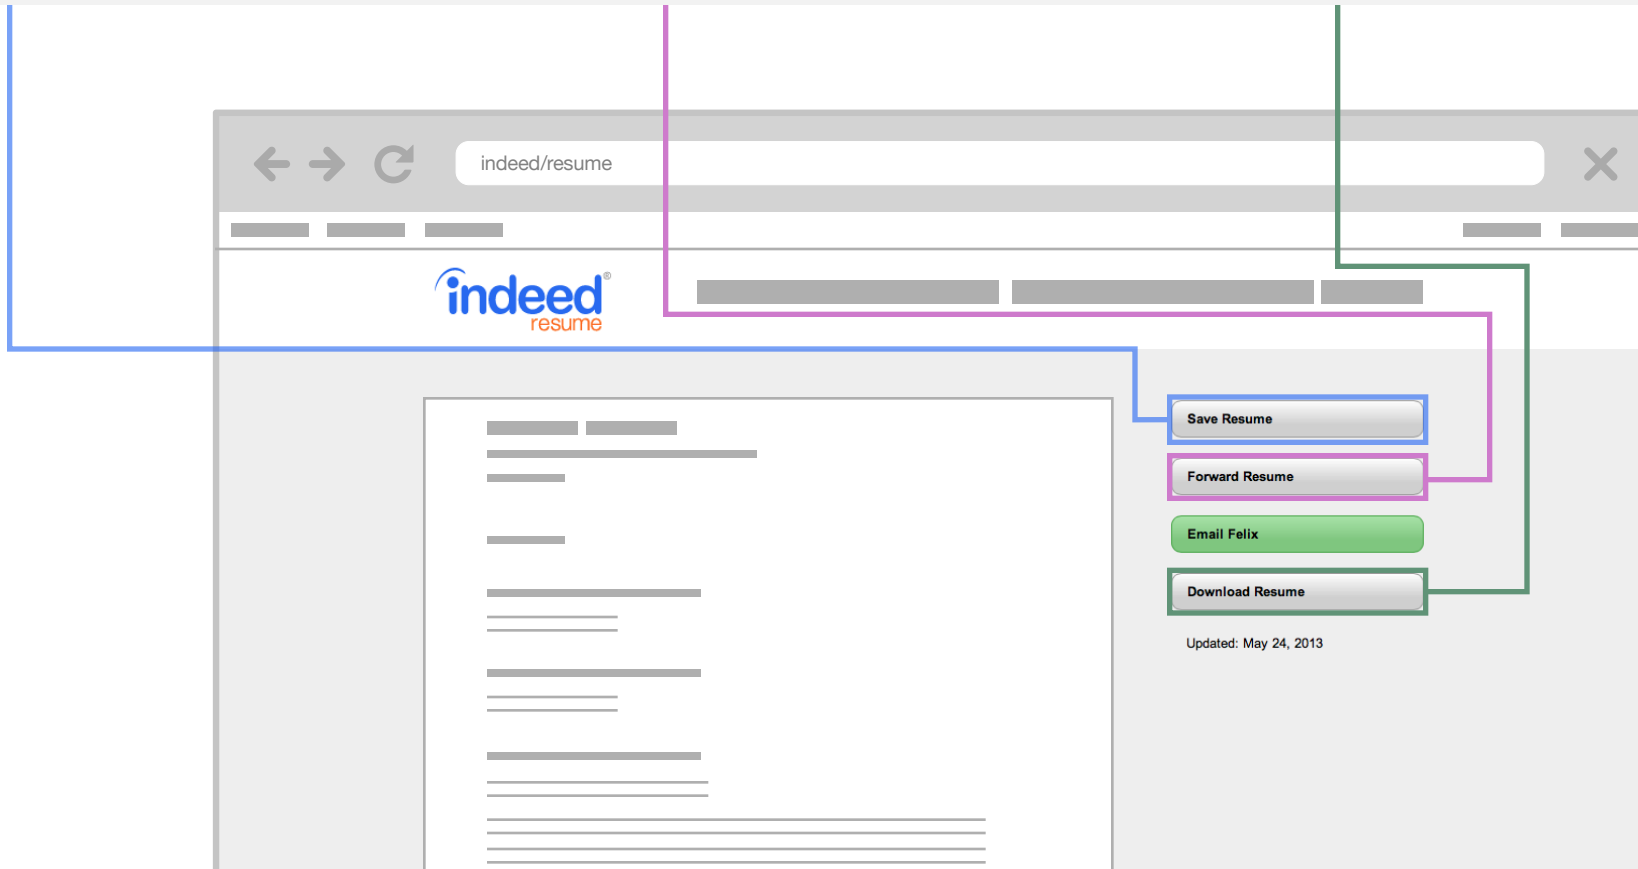 indeed/resume
indeed®
resume
Save Resume
Forward Resume
Email Felix
Download Resume
Updated: May 24, 2013